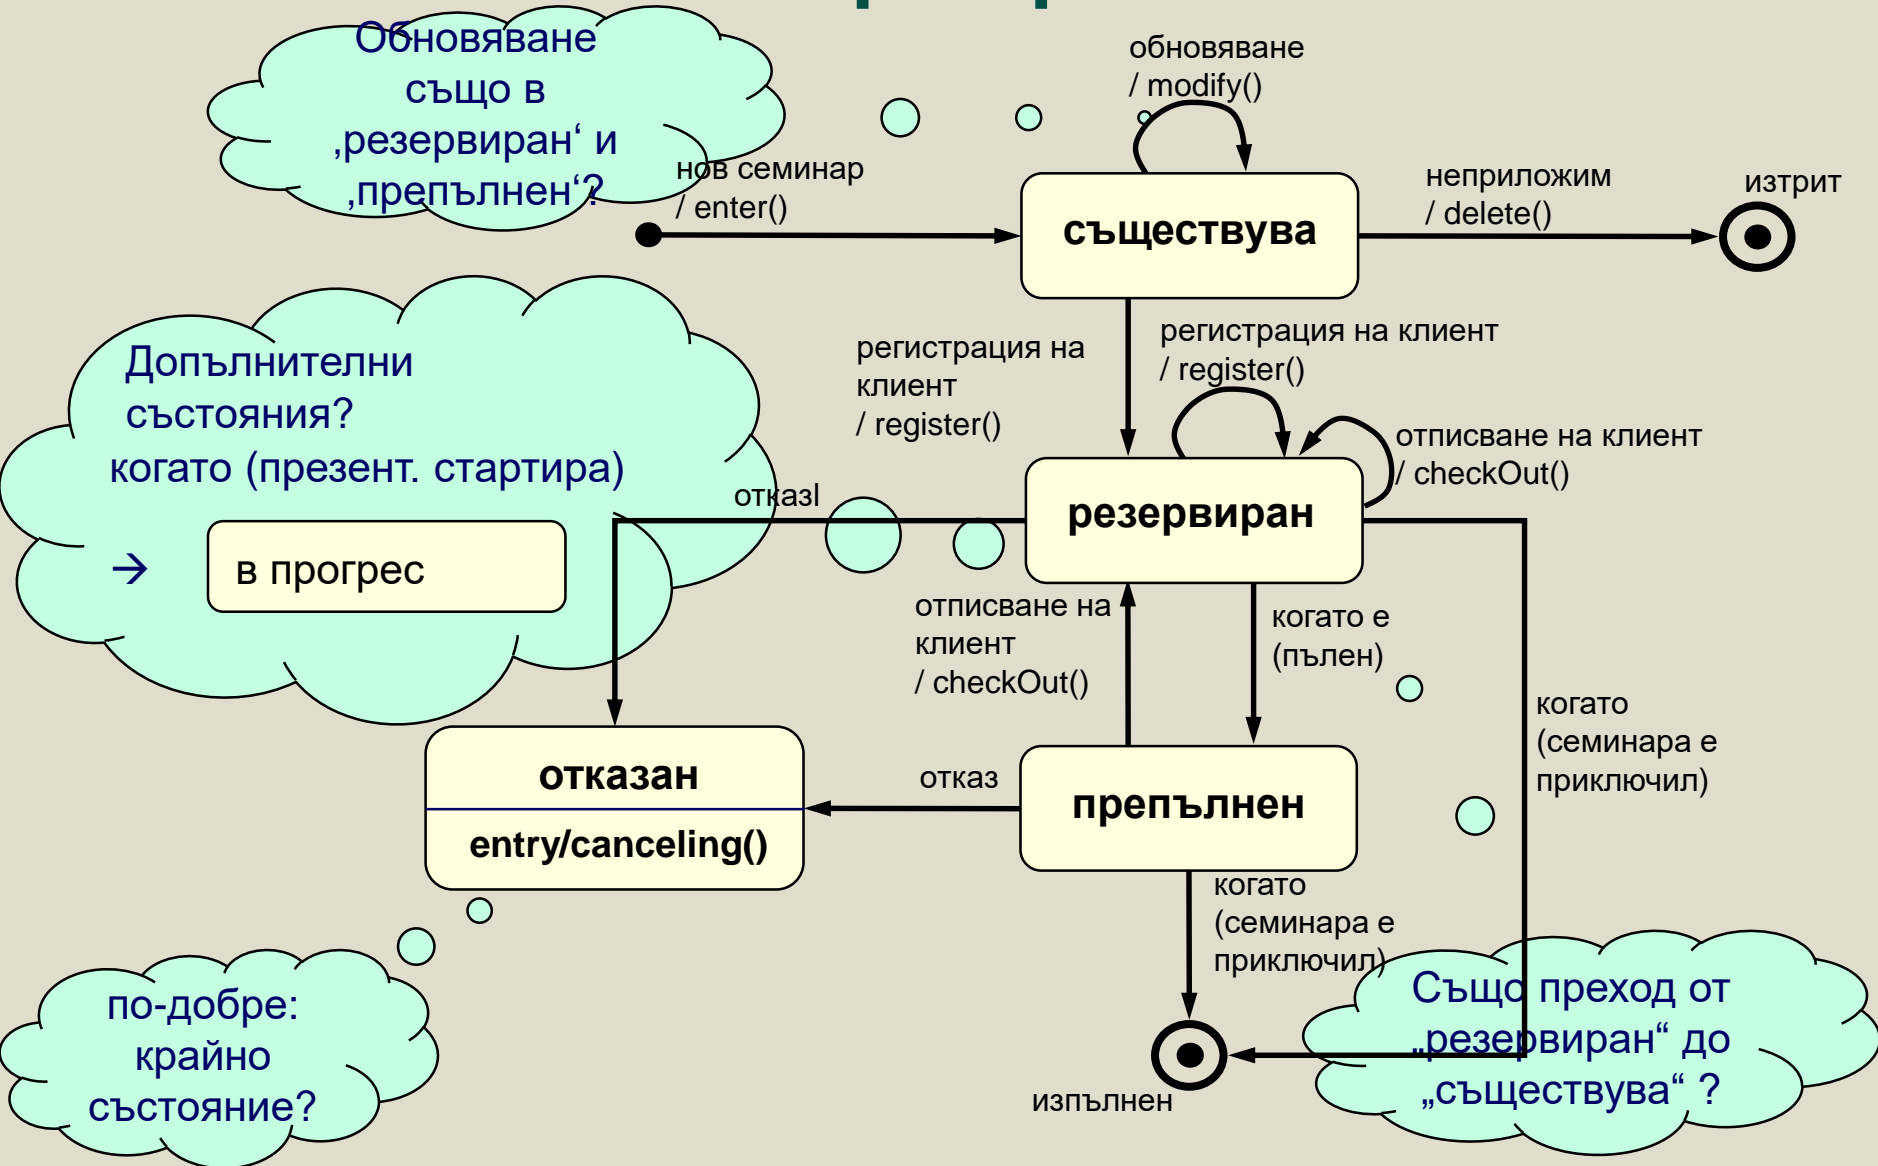 Обновяване
също в
‚резервиран‘ и
‚препълнен‘?
обновяване
/ modify()
нов семинар
/ enter()
съществува
неприложим
/ delete()
изтрит
Допълнителни
състояния?
когато (презент. стартира)
→
в прогрес
регистрация на
клиент
/ register()
регистрация на клиент
/ register()
отписване на клиент
/ checkOut()
отказI
резервиран
отписване на
клиент
/ checkOut()
когато е
(пълен)
когато
(семинара е
приключил)
отказан
entry/canceling()
отказ
препълнен
когато
(семинара е
приключил)
по-добре:
крайно
състояние?
Също преход от
„резервиран“ до
„съществува“ ?
изпълнен